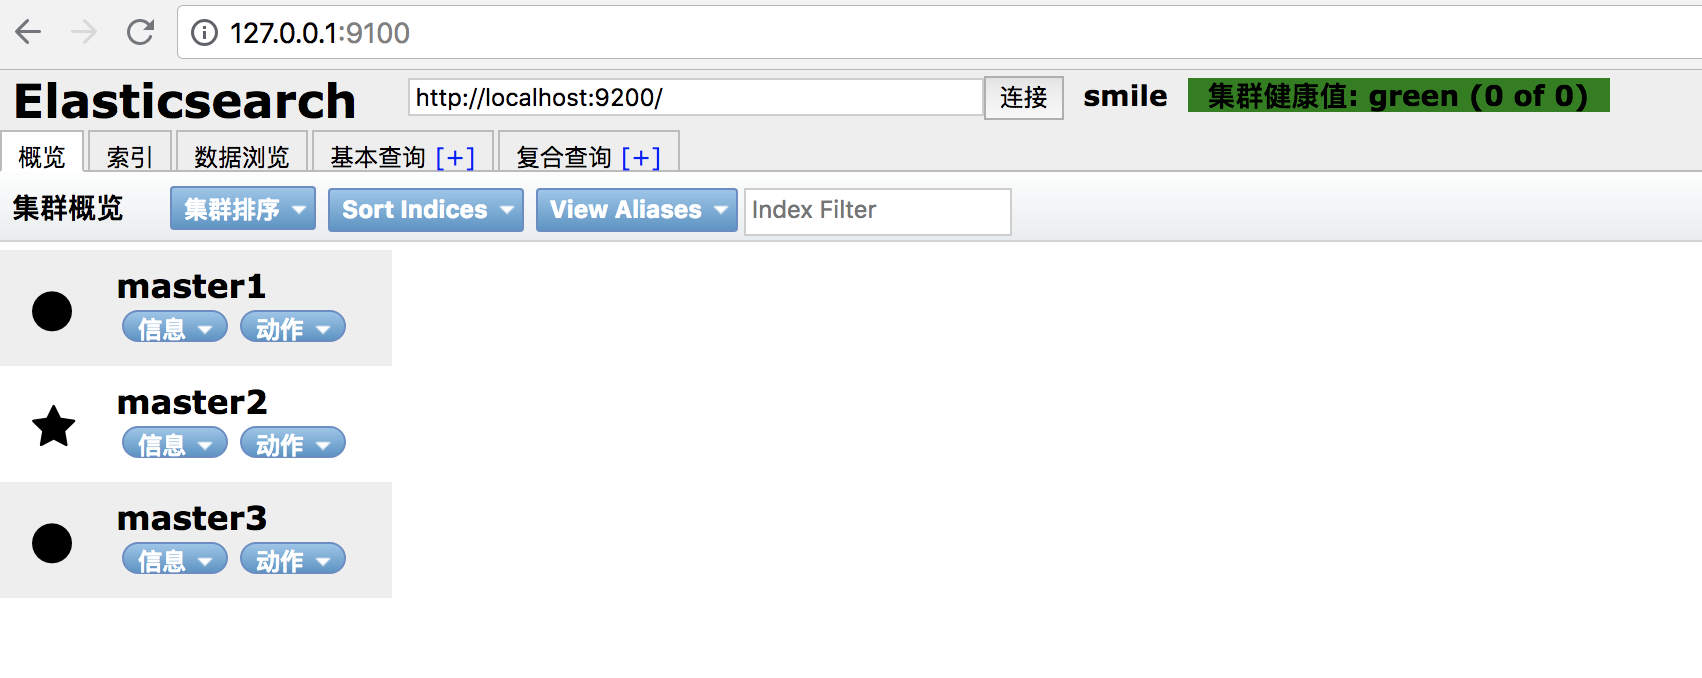 127.0.0.1:9100
Elasticsearch http://localhost:9200/ 连接 smile 集群健康值: green (0 of 0)
概览 索引 数据浏览 基本查询 [+] 复合查询 [+]
集群概览 集群排序 Sort Indices View Aliases Index Filter
master1
信息 动作
master2
信息 动作
master3
信息 动作